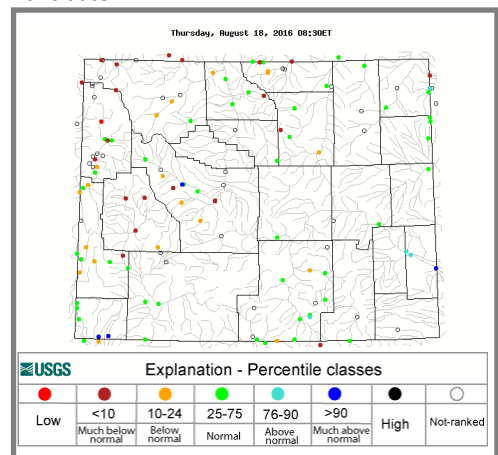 Thursday, August 18, 2016 08:30ET
USGS
Explanation - Percentile classes
Low
<10
Much below normal
10-24
Below normal
25-75
Normal
76-90
Above normal
>90
Much above normal
High
Not-ranked